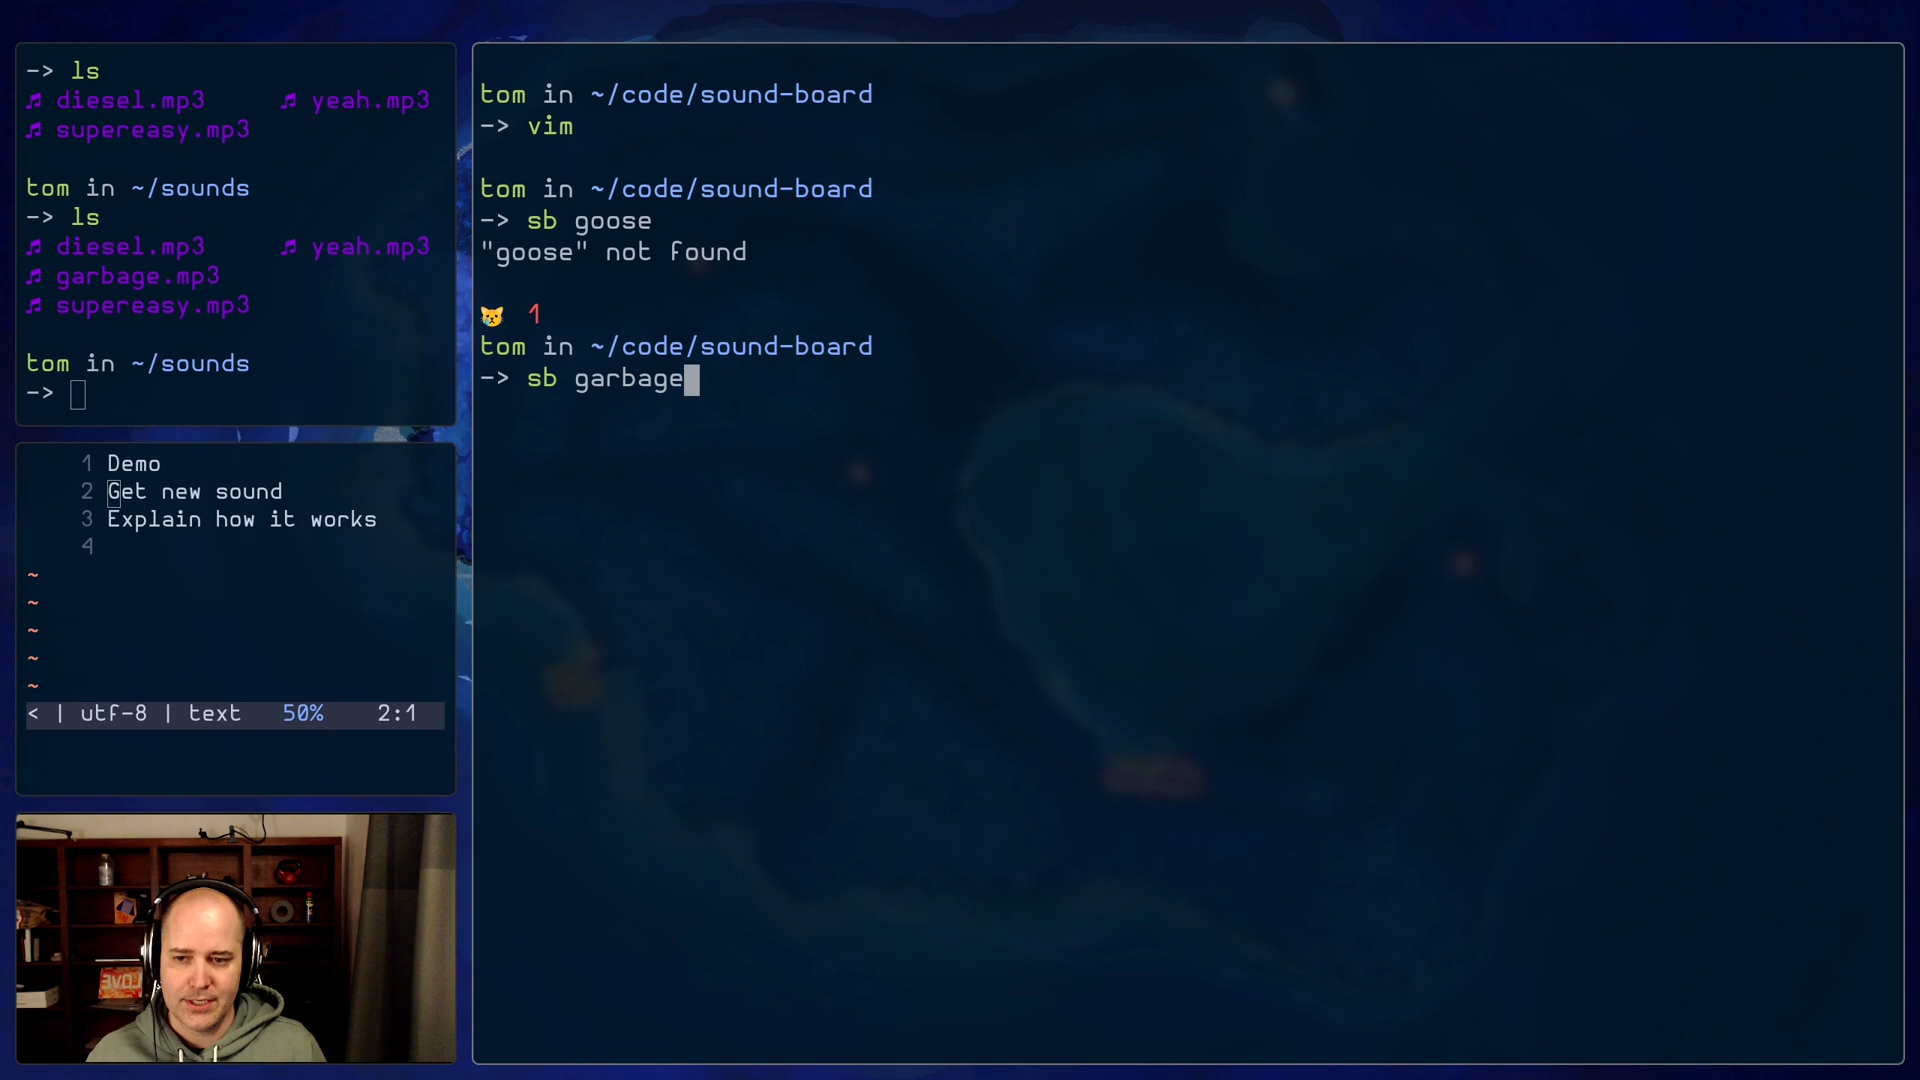 -> ls
diesel.mp3 yeah.mp3
supereasy.mp3
tom in ~/sounds
-> ls
diesel.mp3 yeah.mp3
garbage.mp3
supereasy.mp3
tom in ~/sounds
->
1 Demo
2 Get new sound
3 Explain how it works
4
~
~
~
~
~
< | utf-8 | text 50% 2:1
tom in ~/code/sound-board
-> vim
tom in ~/code/sound-board
-> sb goose
"goose" not found
1
tom in ~/code/sound-board
-> sb garbage